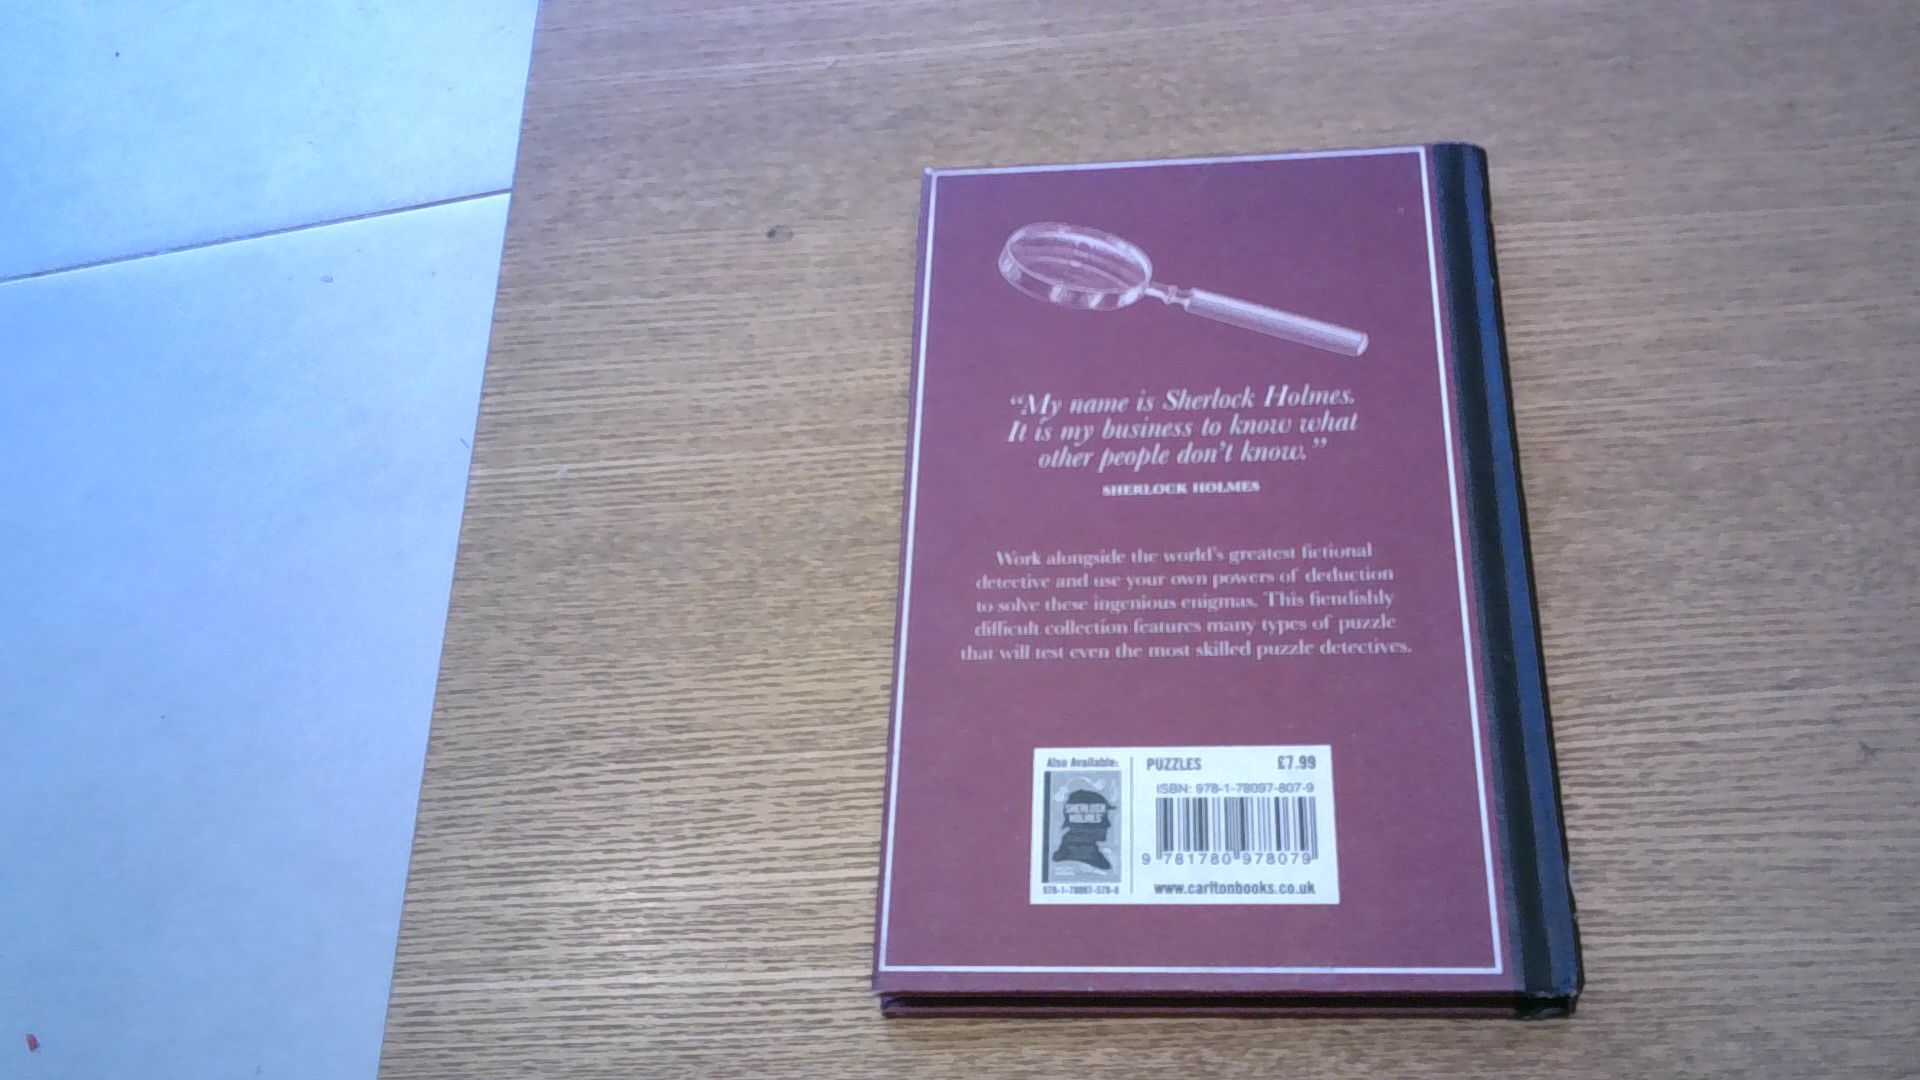 “My name is Sherlock Holmes.
It is my business to know what
other people don’t know.”
SHERLOCK HOLMES
Work alongside the world’s greatest fictional
detective and use your own powers of deduction
to solve these ingenious enigmas. This fiendishly
difficult collection features many types of puzzle
that will test even the most skilled puzzle detectives.
Also Available:
SHERLOCK
HOLMES
PUZZLES £7.99
ISBN: 978-1-78097-807-9
9 781780 978079
www.carltonbooks.co.uk